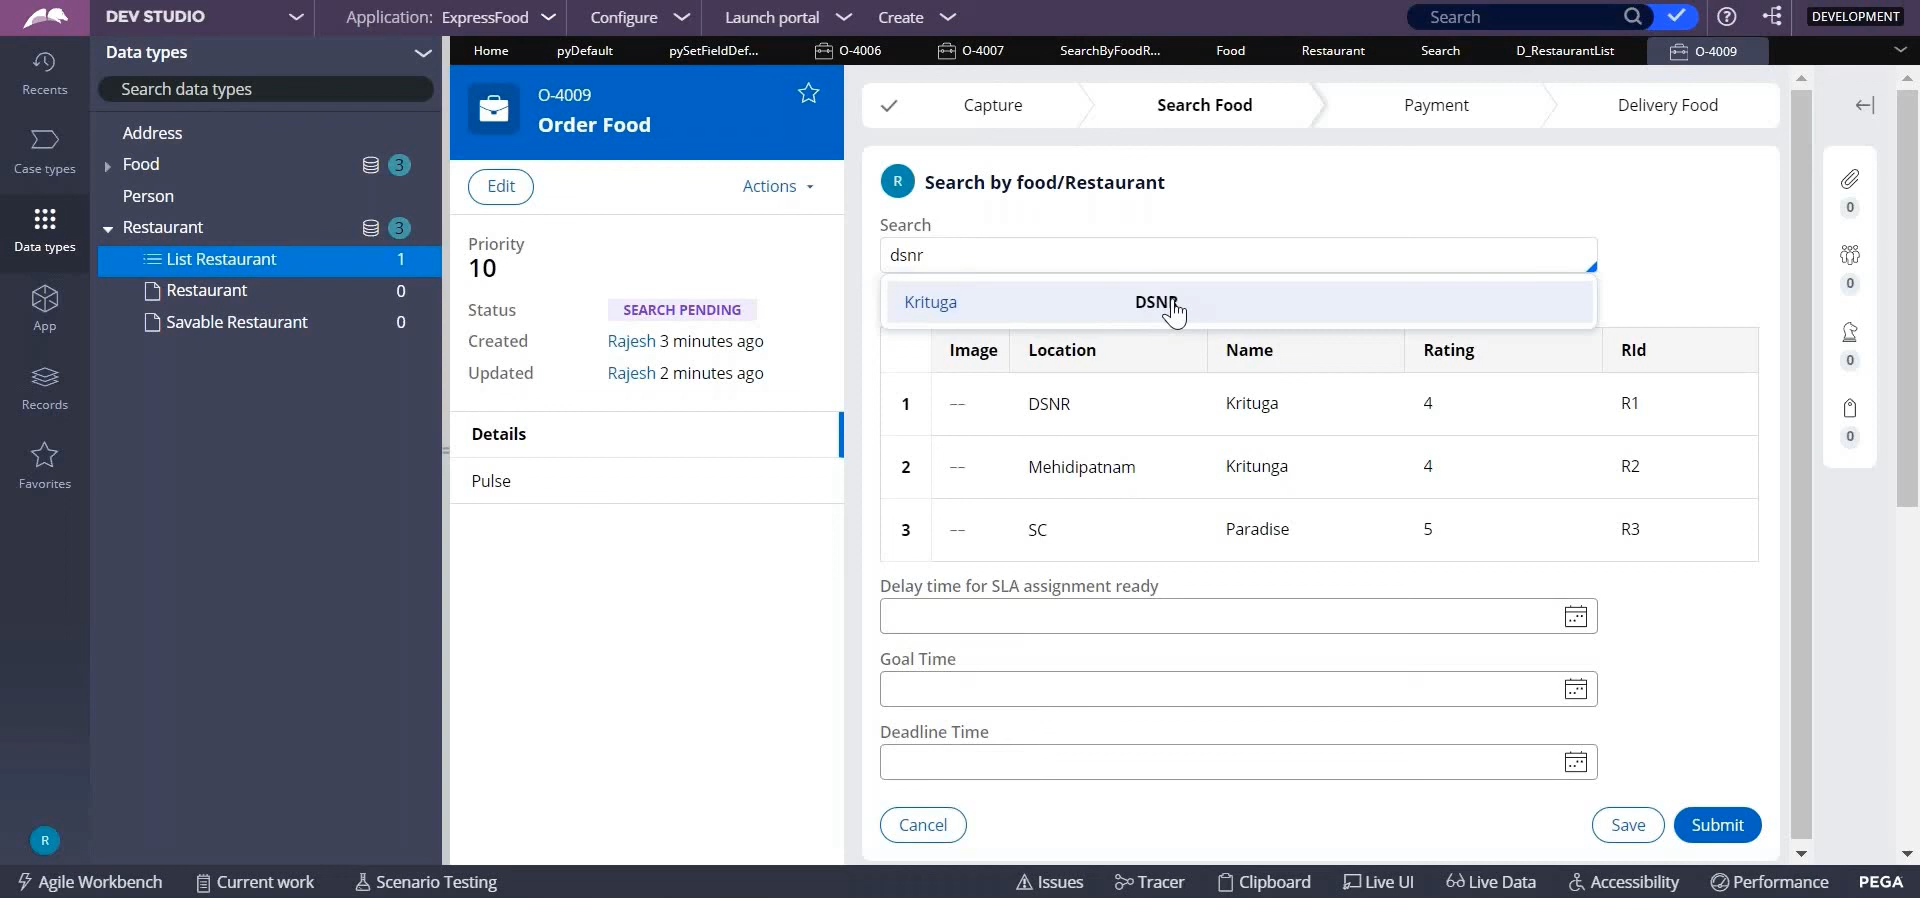 DEV STUDIO
Application: ExpressFood
Configure
Launch portal
Create
Search
DEVELOPMENT
Recents
Case types
Data types
App
Records
Favorites
R
Data types
Search data types
Address
Food 3
Person
Restaurant 3
List Restaurant 1
Restaurant 0
Savable Restaurant 0
Home
pyDefault
pySetFieldDef...
O-4006
O-4007
SearchByFoodR...
Food
Restaurant
Search
D_RestaurantList
O-4009
O-4009
Order Food
Edit
Actions
Priority
10
Status SEARCH PENDING
Created Rajesh 3 minutes ago
Updated Rajesh 2 minutes ago
Details
Pulse
Capture
Search Food
Payment
Delivery Food
R Search by food/Restaurant
Search
dsnr
Krituga DSNR
Image Location Name Rating RId
1 –– DSNR Krituga 4 R1
2 –– Mehidipatnam Kritunga 4 R2
3 –– SC Paradise 5 R3
Delay time for SLA assignment ready
Goal Time
Deadline Time
Cancel
Save
Submit
0
0
0
0
Agile Workbench
Current work
Scenario Testing
Issues
Tracer
Clipboard
Live UI
Live Data
Accessibility
Performance
PEGA